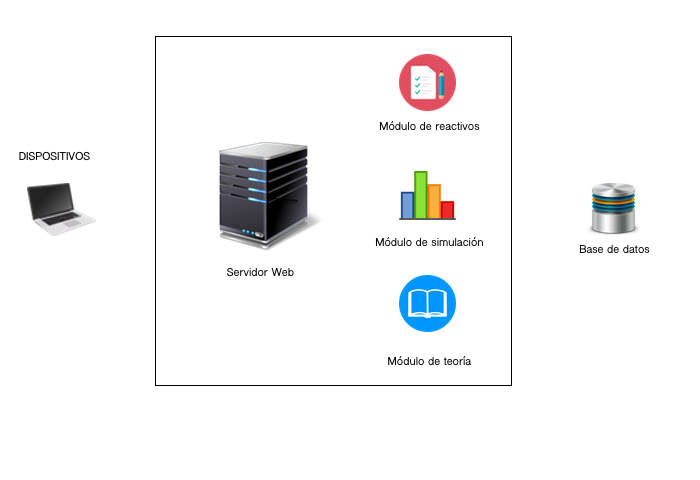 DISPOSITIVOS
Servidor Web
Módulo de reactivos
Módulo de simulación
Módulo de teoría
Base de datos